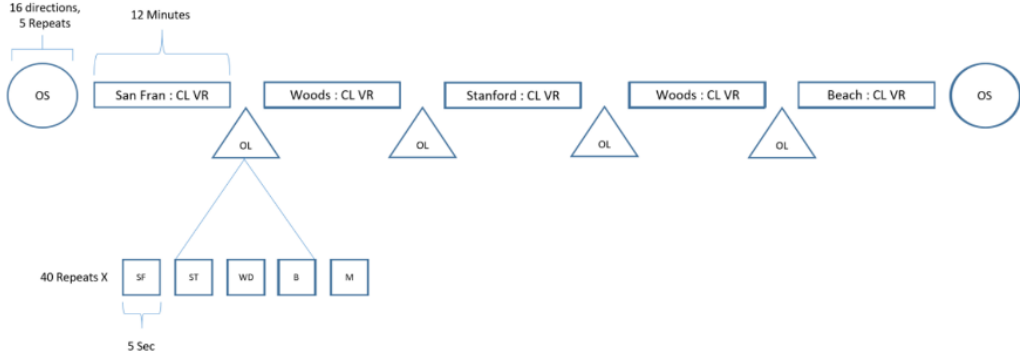 16 directions,
5 Repeats
12 Minutes
OS
San Fran : CL VR
Woods : CL VR
Stanford : CL VR
Woods : CL VR
Beach : CL VR
OS
OL
OL
OL
OL
40 Repeats X
SF
ST
WD
B
M
5 Sec